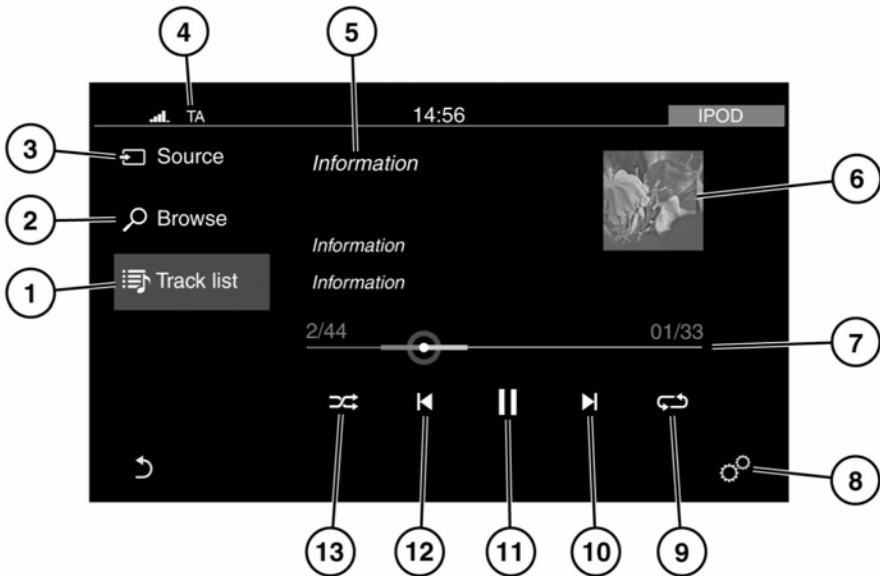 4
5
TA 14:56 IPOD
3
Source
Information
6
2
Browse
Information
1
Track list
Information
2/44 01/33
7
8
13 12 11 10 9